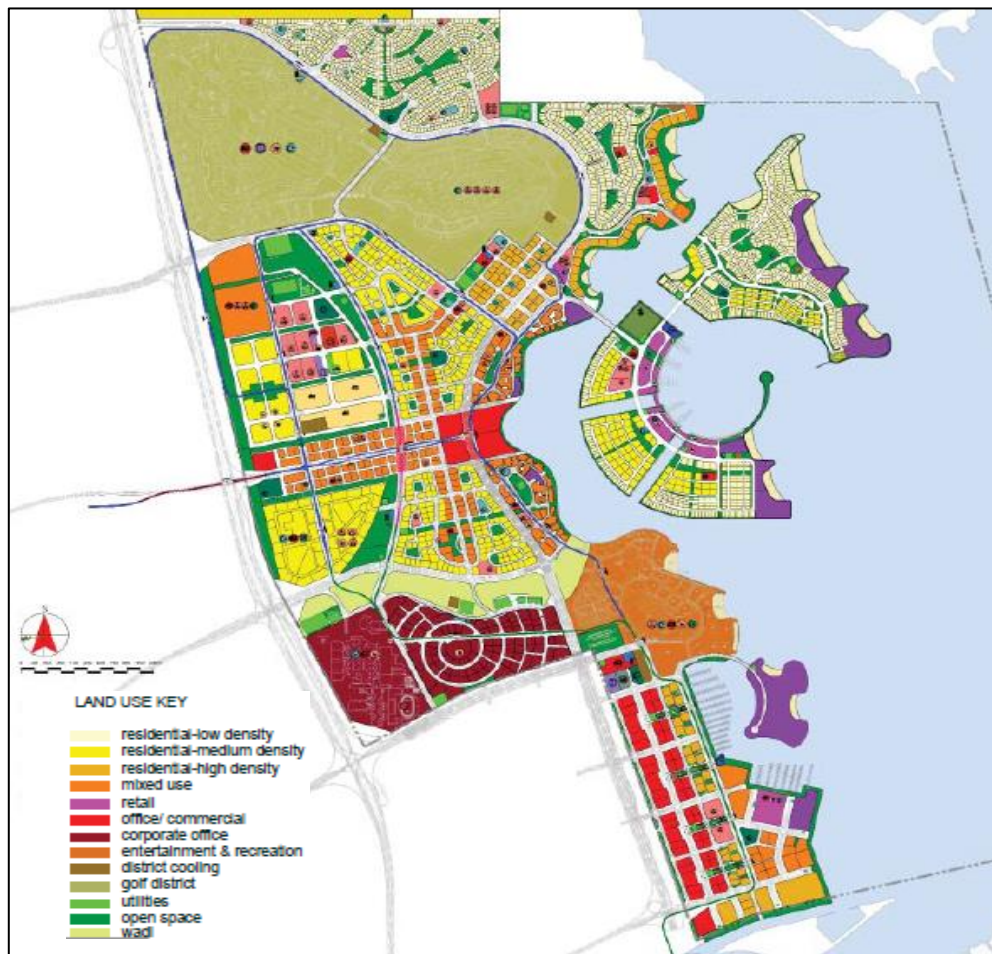 LAND USE KEY
residential-low density
residential-medium density
residential-high density
mixed use
retail
office/ commercial
corporate office
entertainment & recreation
district cooling
golf district
utilities
open space
wadi